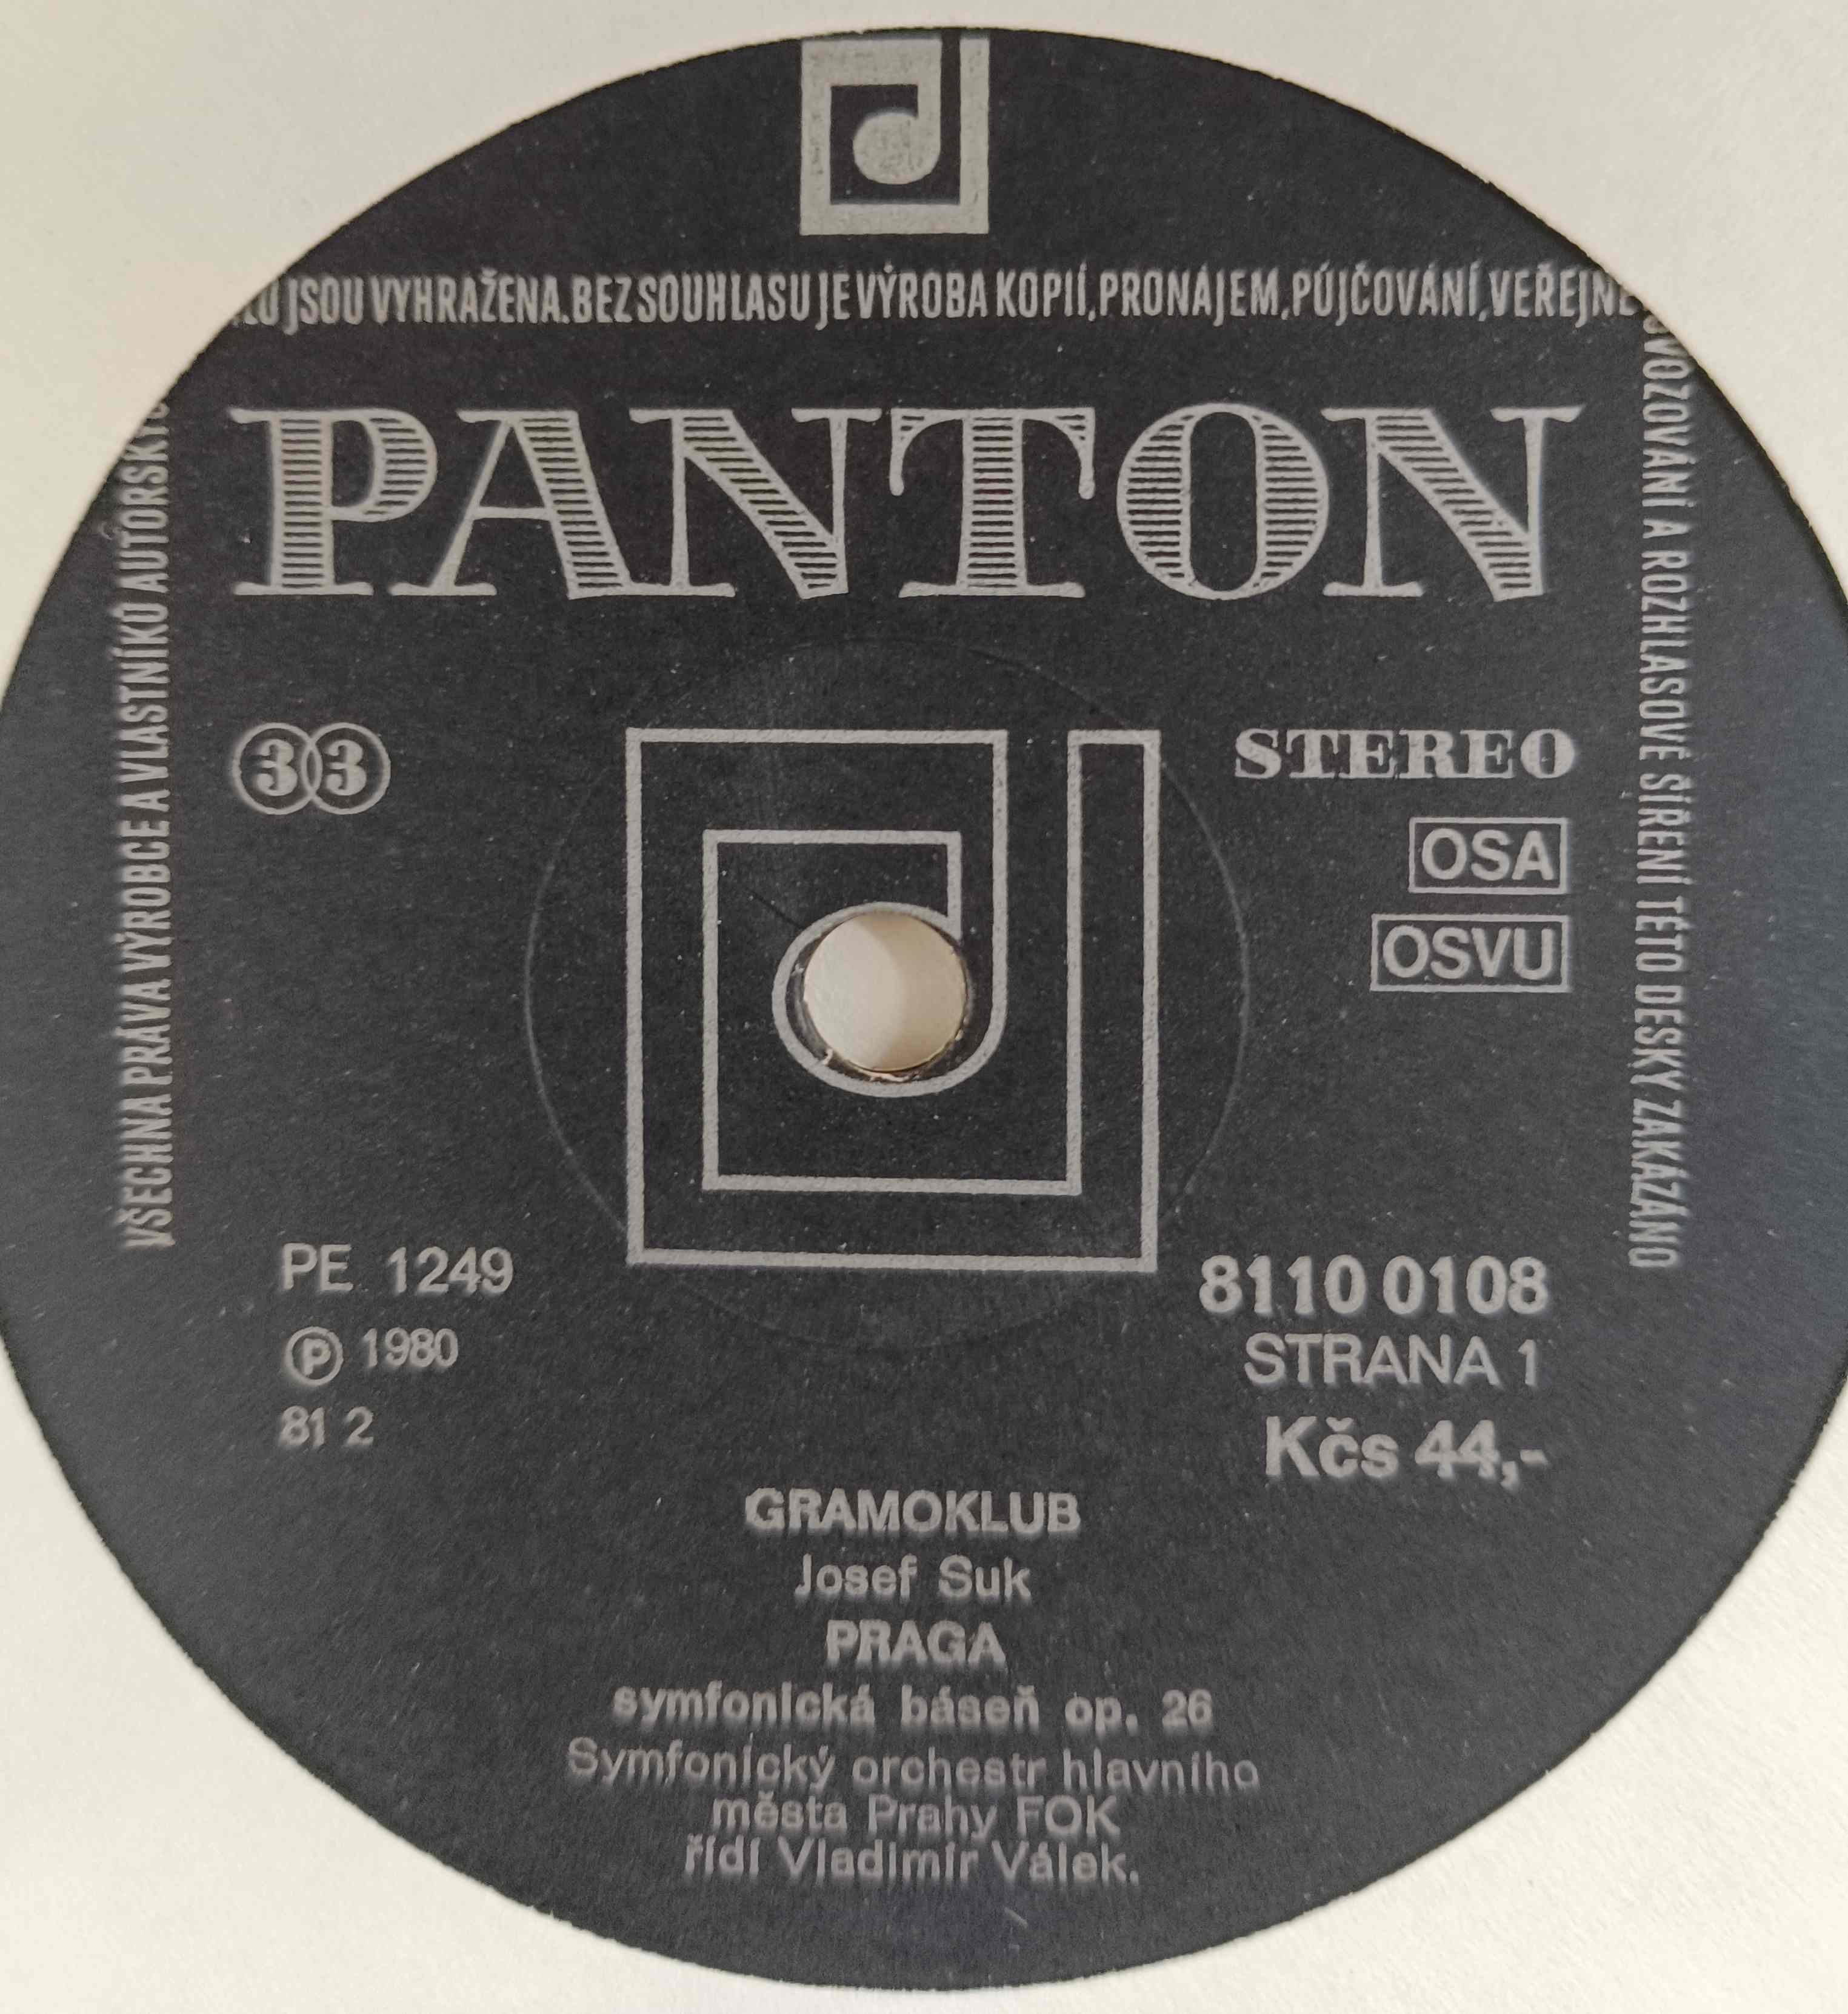 VŠECHNA PRÁVA VÝROBCE A VLASTNÍKŮ AUTORSKÝC
JSOU VYHRAŽENA. BEZ SOUHLASU JE VÝROBA KOPIÍ, PRONÁJEM, PŮJČOVÁNÍ, VEŘEJNÉ
OVOZOVÁNÍ A ROZHLASOVÉ ŠÍŘENÍ TÉTO DESKY ZAKÁZÁNO
PANTON
33
STEREO
OSA
OSVU
PE 1249
℗ 1980
81 2
8110 0108
STRANA 1
Kčs 44,-
GRAMOKLUB
Josef Suk
PRAGA
symfonická báseň op. 26
Symfonický orchestr hlavního
města Prahy FOK
řídí Vladimír Válek.